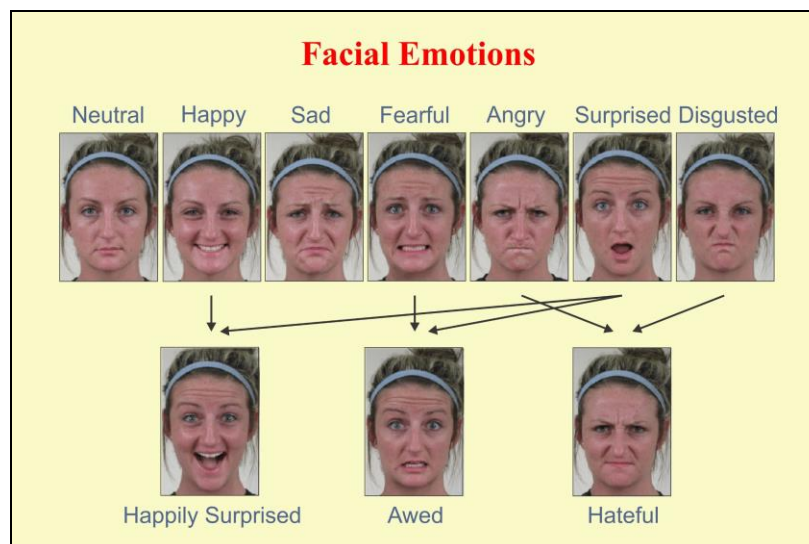 Facial Emotions
Neutral Happy Sad Fearful Angry Surprised Disgusted
Happily Surprised Awed Hateful